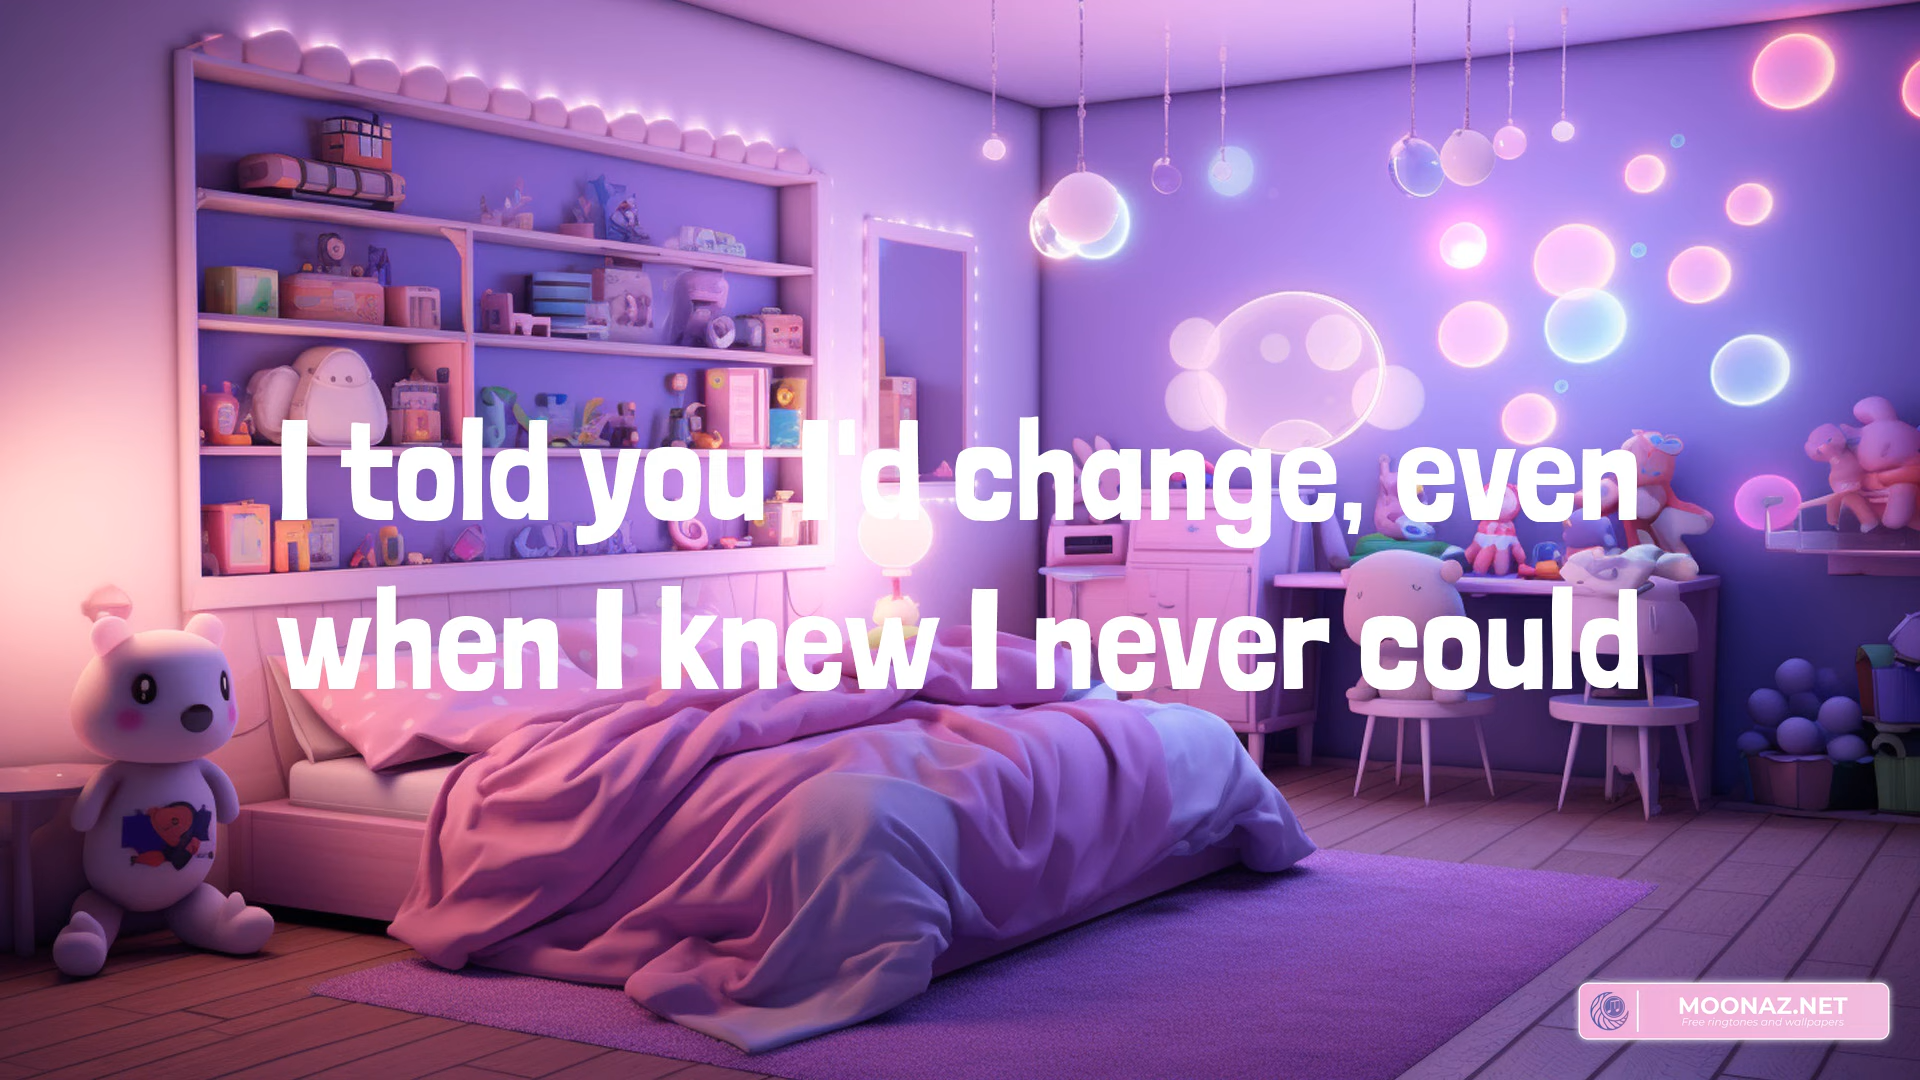 I told you I'd change, even
when I knew I never could
MOONAZ.NET
Free ringtones and wallpapers